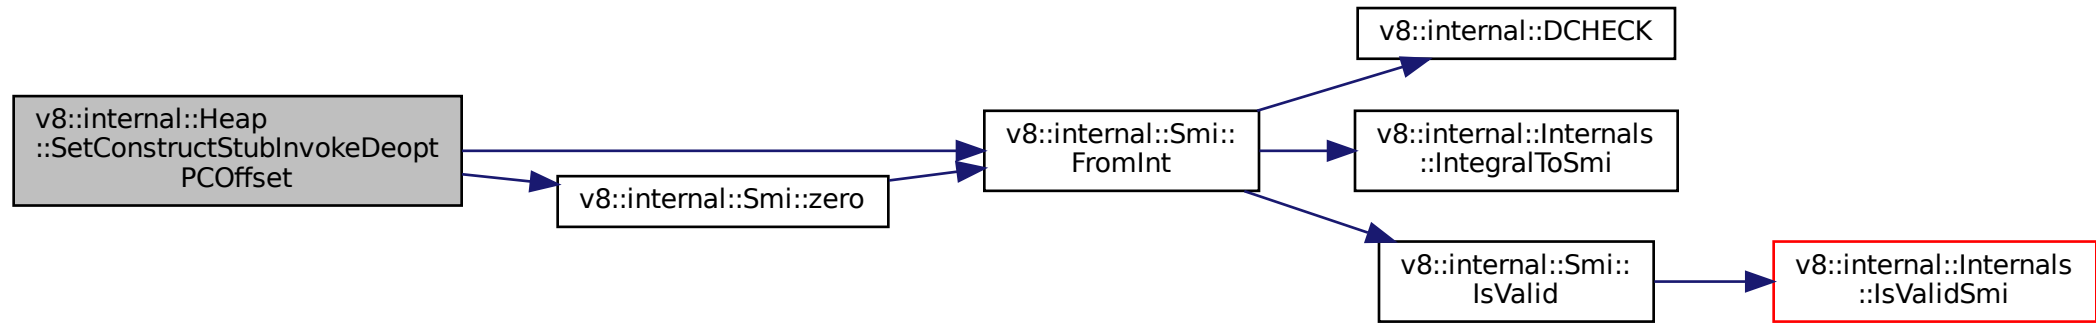 v8::internal::Heap
::SetConstructStubInvokeDeopt
PCOffset
v8::internal::Smi::zero
v8::internal::Smi::
FromInt
v8::internal::DCHECK
v8::internal::Internals
::IntegralToSmi
v8::internal::Smi::
IsValid
v8::internal::Internals
::IsValidSmi